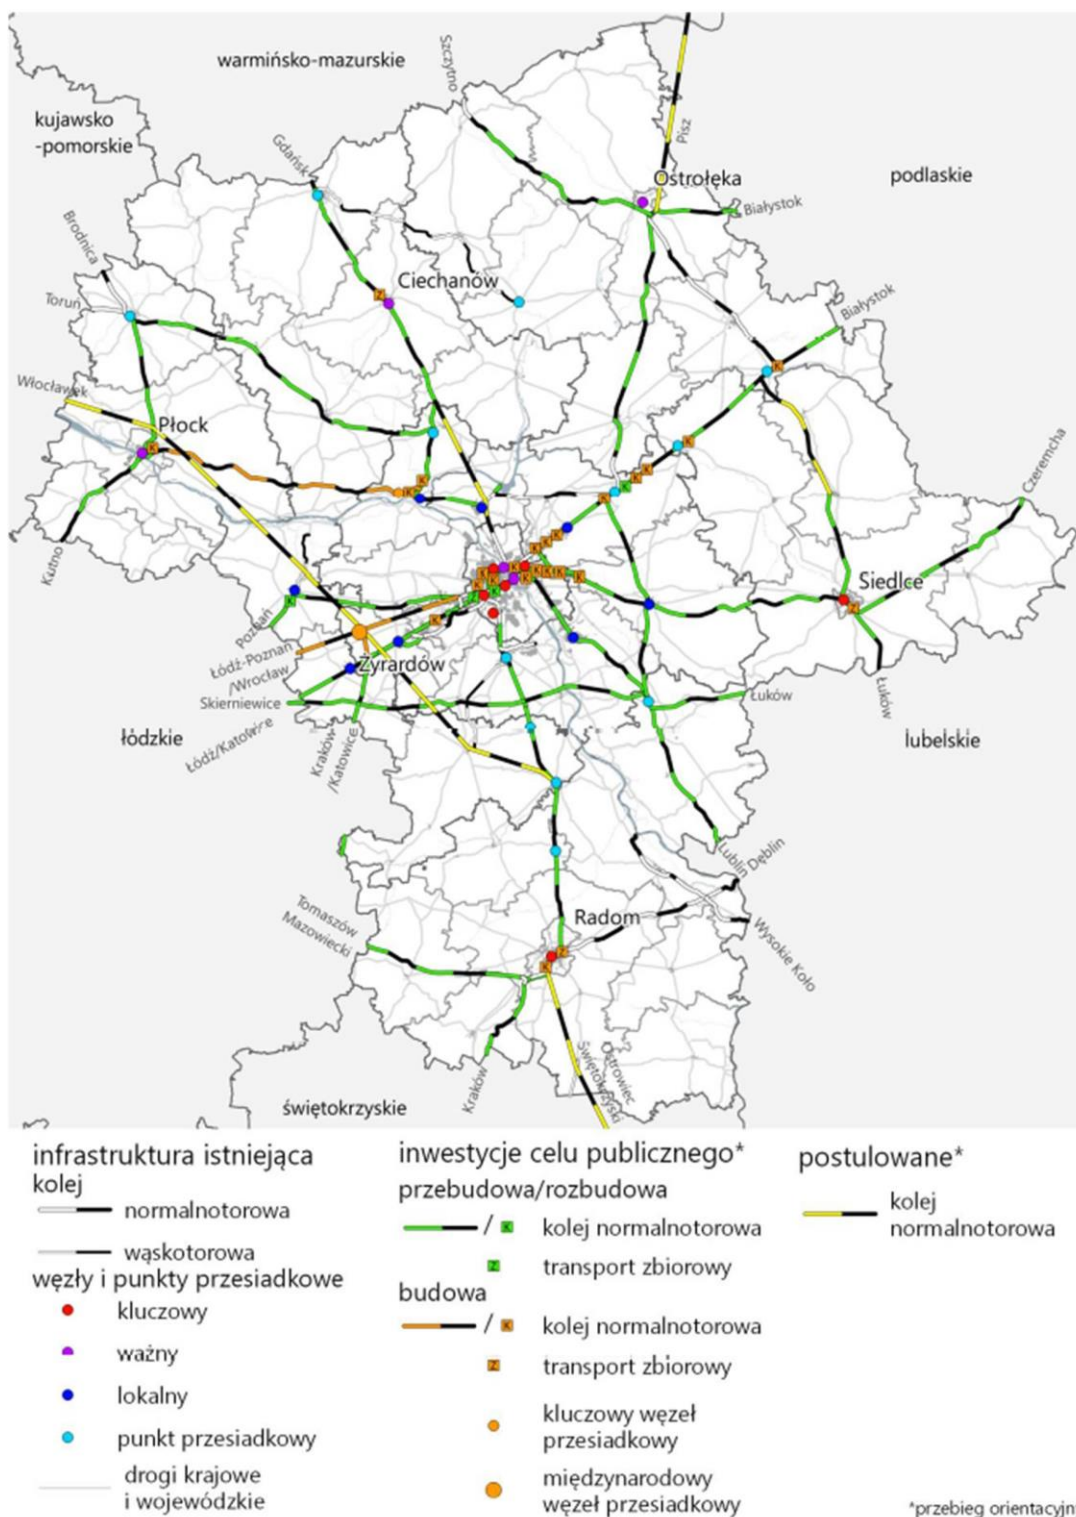 warmińsko-mazurskie
kujawsko
-pomorskie
podlaskie
Szczytno
Pisz
Gdańsk
Ostrołęka
Białystok
Brodnica
Toruń
Ciechanów
Białystok
Włocławek
Płock
Czeremcha
Kutno
Siedlce
Poznań
Łódź-Poznan
/Wrocław
Żyrardów
Skierniewice
Łuków
Łuków
łódzkie
Łódź/Katowice
Kraków
/Katowice
lubelskie
Lublin
Dęblin
Tomaszów
Mazowiecki
Radom
Wysokie Koło
Kraków
Ostrowiec
Świętokrzyski
świętokrzyskie
infrastruktura istniejąca
kolej
normalnotorowa
wąskotorowa
węzły i punkty przesiadkowe
kluczowy
ważny
lokalny
punkt przesiadkowy
drogi krajowe
i wojewódzkie
inwestycje celu publicznego*
przebudowa/rozbudowa
/ K kolej normalnotorowa
Z transport zbiorowy
budowa
/ K kolej normalnotorowa
Z transport zbiorowy
kluczowy węzeł
przesiadkowy
międzynarodowy
węzeł przesiadkowy
postulowane*
kolej
normalnotorowa
*przebieg orientacyjn